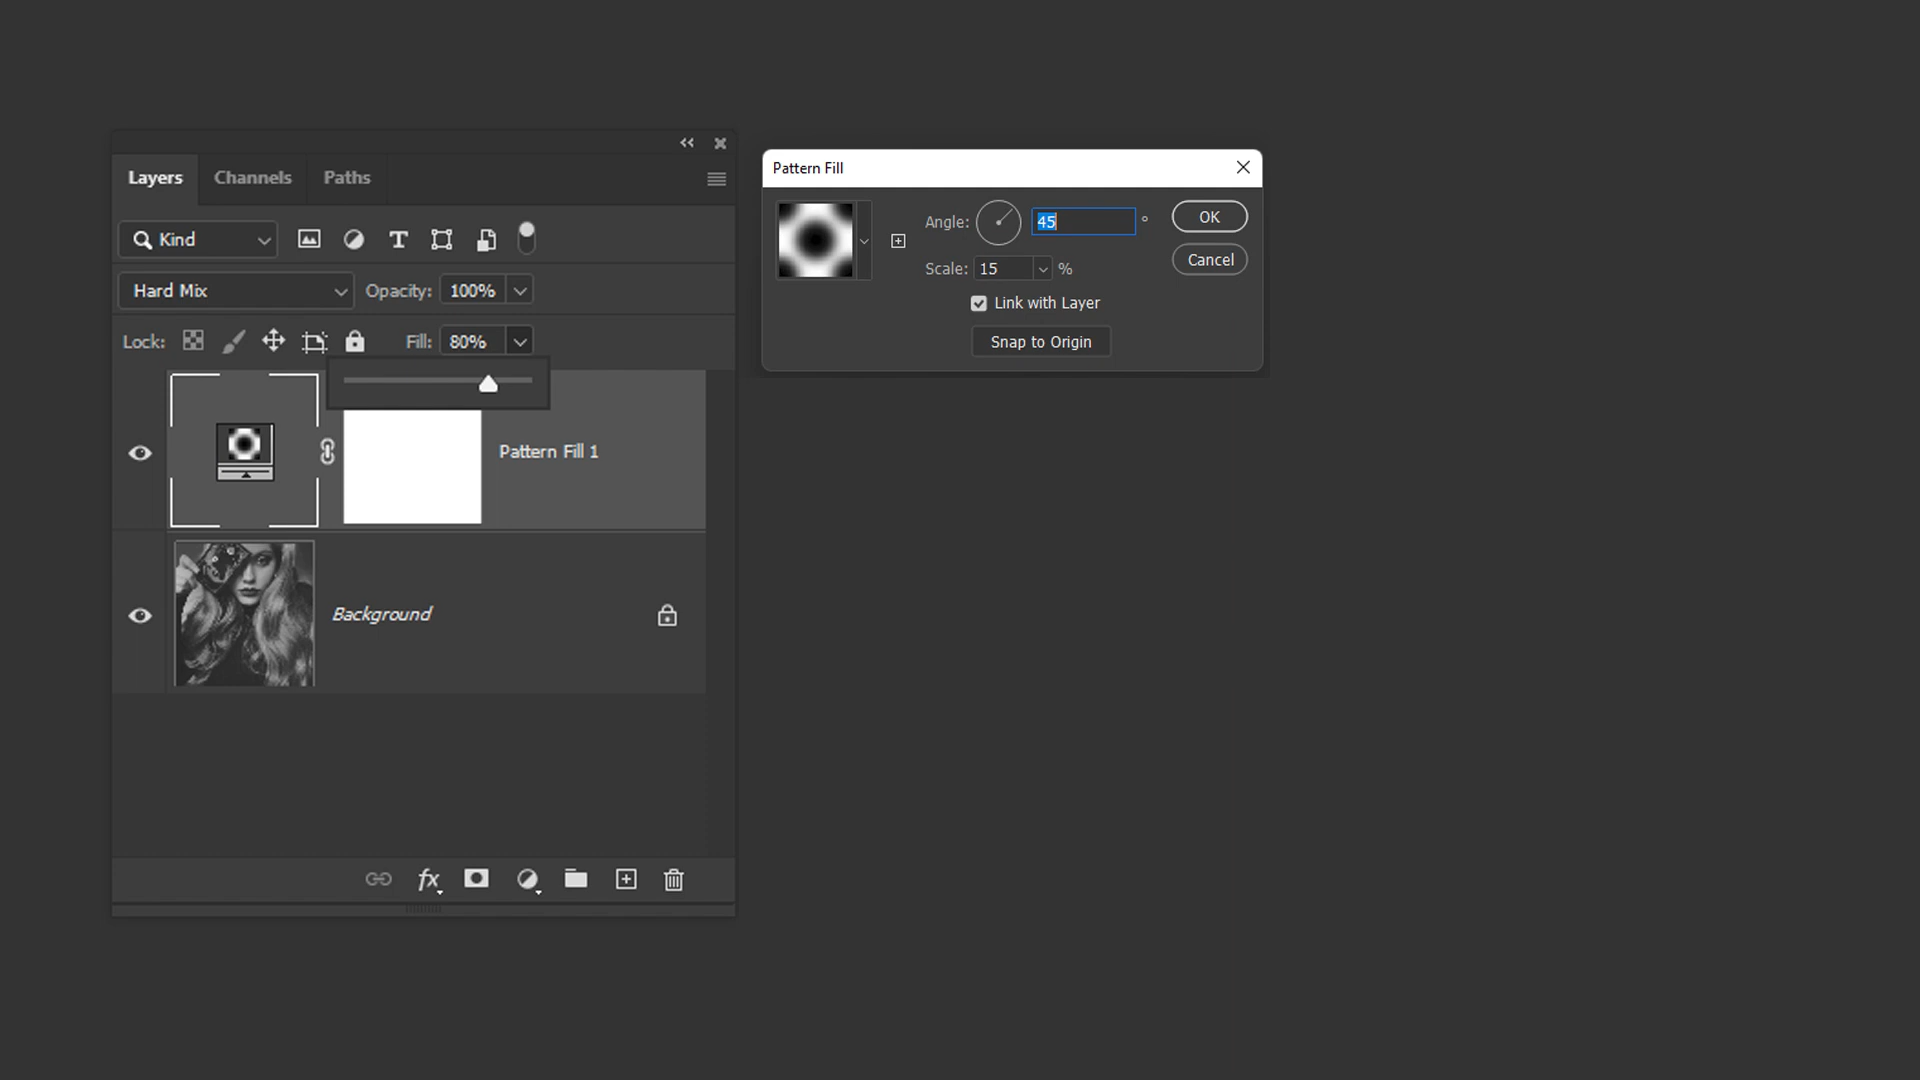 Layers Channels Paths
Kind
Hard Mix Opacity: 100%
Lock: Fill: 80%
Pattern Fill 1
Background
fx
Pattern Fill
Angle: 45 ° OK
Scale: 15 % Cancel
Link with Layer
Snap to Origin